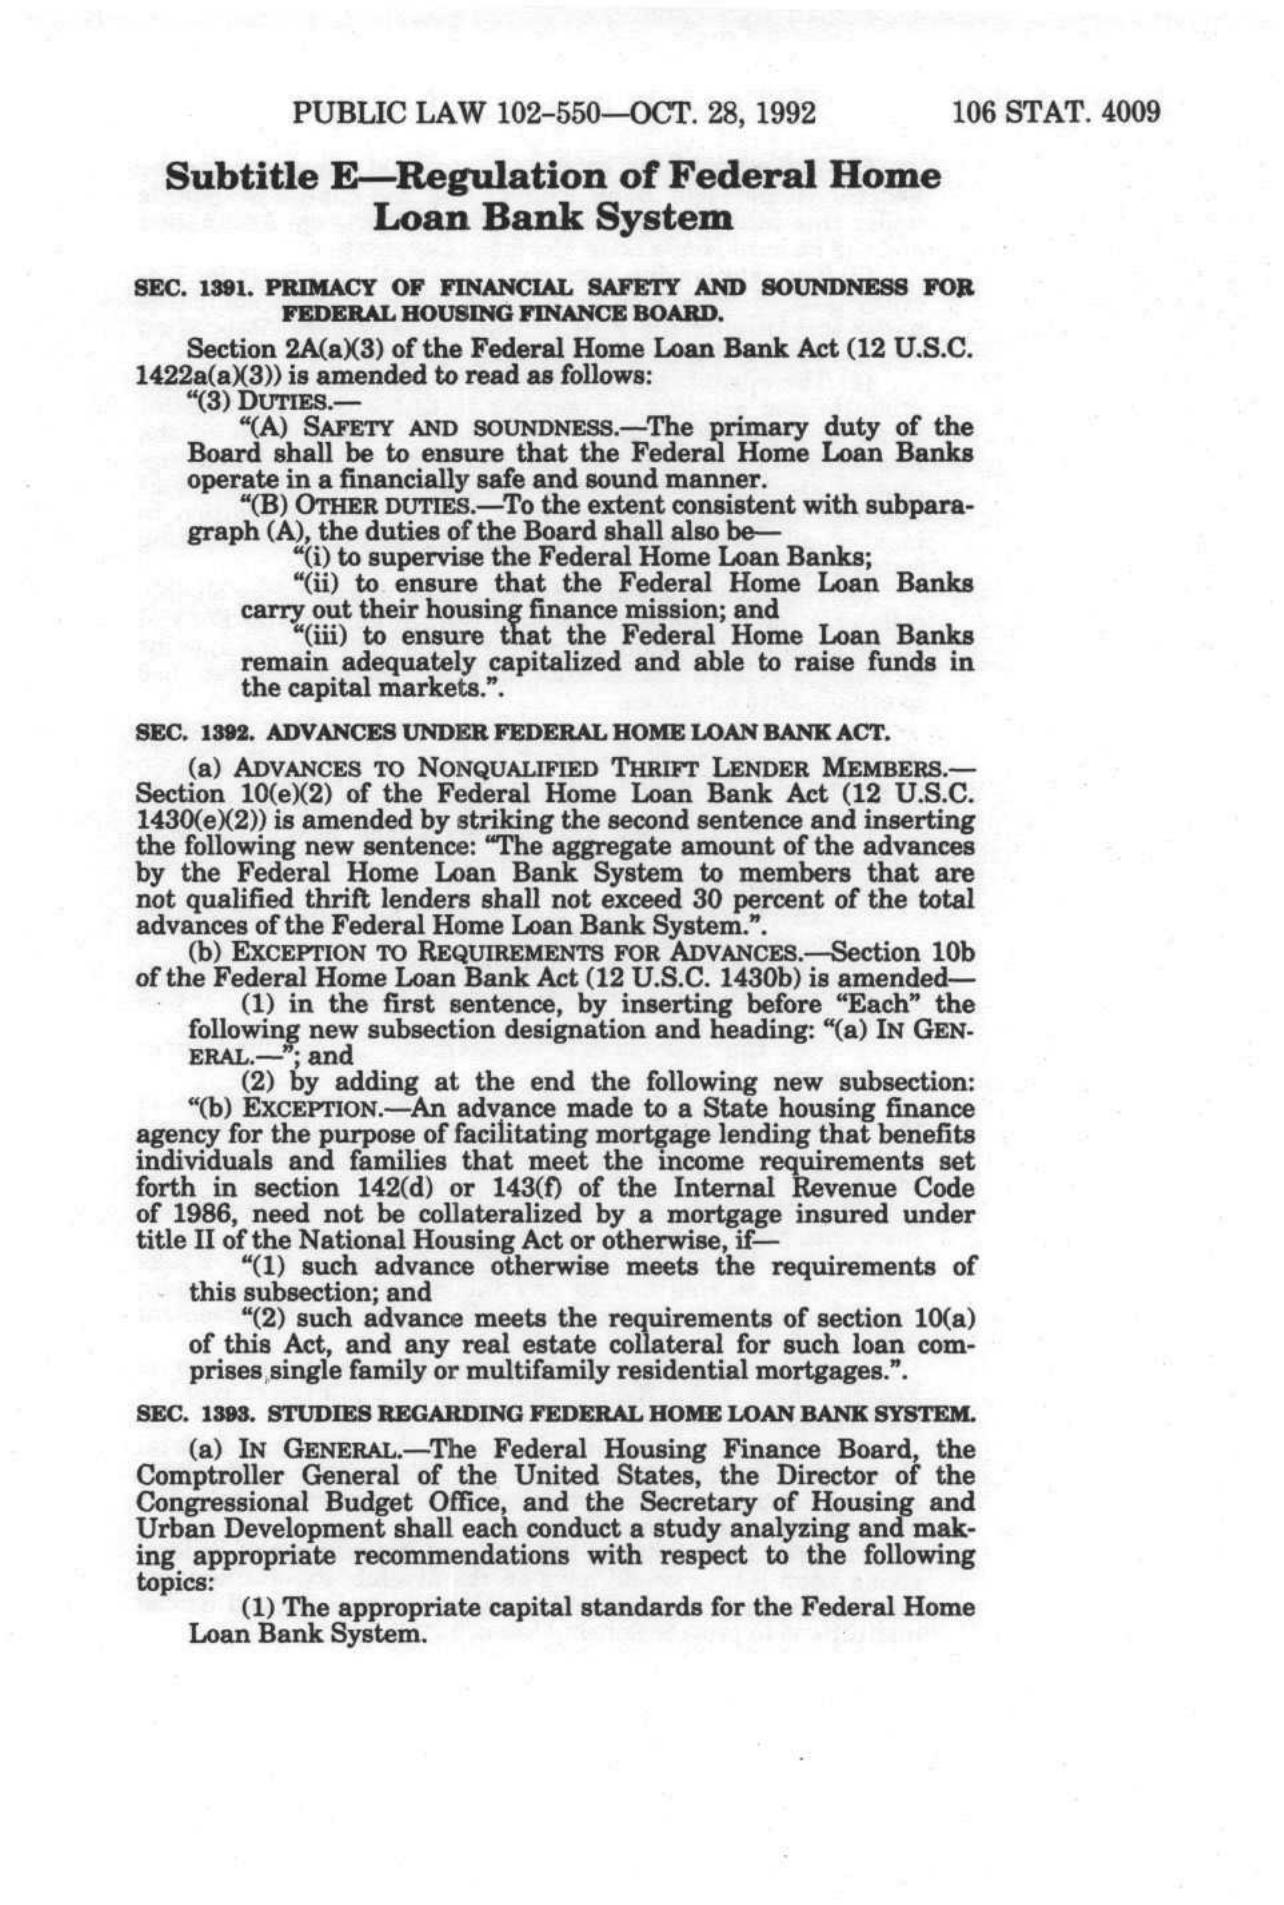 PUBLIC LAW 102–550—OCT. 28, 1992 106 STAT. 4009
Subtitle E—Regulation of Federal Home
Loan Bank System
SEC. 1391. PRIMACY OF FINANCIAL SAFETY AND SOUNDNESS FOR
FEDERAL HOUSING FINANCE BOARD.
Section 2A(a)(3) of the Federal Home Loan Bank Act (12 U.S.C.
1422a(a)(3)) is amended to read as follows:
“(3) DUTIES.—
“(A) SAFETY AND SOUNDNESS.—The primary duty of the
Board shall be to ensure that the Federal Home Loan Banks
operate in a financially safe and sound manner.
“(B) OTHER DUTIES.—To the extent consistent with subpara-
graph (A), the duties of the Board shall also be—
“(i) to supervise the Federal Home Loan Banks;
“(ii) to ensure that the Federal Home Loan Banks
carry out their housing finance mission; and
“(iii) to ensure that the Federal Home Loan Banks
remain adequately capitalized and able to raise funds in
the capital markets.”.
SEC. 1392. ADVANCES UNDER FEDERAL HOME LOAN BANK ACT.
(a) ADVANCES TO NONQUALIFIED THRIFT LENDER MEMBERS.—
Section 10(e)(2) of the Federal Home Loan Bank Act (12 U.S.C.
1430(e)(2)) is amended by striking the second sentence and inserting
the following new sentence: “The aggregate amount of the advances
by the Federal Home Loan Bank System to members that are
not qualified thrift lenders shall not exceed 30 percent of the total
advances of the Federal Home Loan Bank System.”.
(b) EXCEPTION TO REQUIREMENTS FOR ADVANCES.—Section 10b
of the Federal Home Loan Bank Act (12 U.S.C. 1430b) is amended—
(1) in the first sentence, by inserting before “Each” the
following new subsection designation and heading: “(a) IN GEN-
ERAL.—”; and
(2) by adding at the end the following new subsection:
“(b) EXCEPTION.—An advance made to a State housing finance
agency for the purpose of facilitating mortgage lending that benefits
individuals and families that meet the income requirements set
forth in section 142(d) or 143(f) of the Internal Revenue Code
of 1986, need not be collateralized by a mortgage insured under
title II of the National Housing Act or otherwise, if—
“(1) such advance otherwise meets the requirements of
this subsection; and
“(2) such advance meets the requirements of section 10(a)
of this Act, and any real estate collateral for such loan com-
prises single family or multifamily residential mortgages.”.
SEC. 1393. STUDIES REGARDING FEDERAL HOME LOAN BANK SYSTEM.
(a) IN GENERAL.—The Federal Housing Finance Board, the
Comptroller General of the United States, the Director of the
Congressional Budget Office, and the Secretary of Housing and
Urban Development shall each conduct a study analyzing and mak-
ing appropriate recommendations with respect to the following
topics:
(1) The appropriate capital standards for the Federal Home
Loan Bank System.